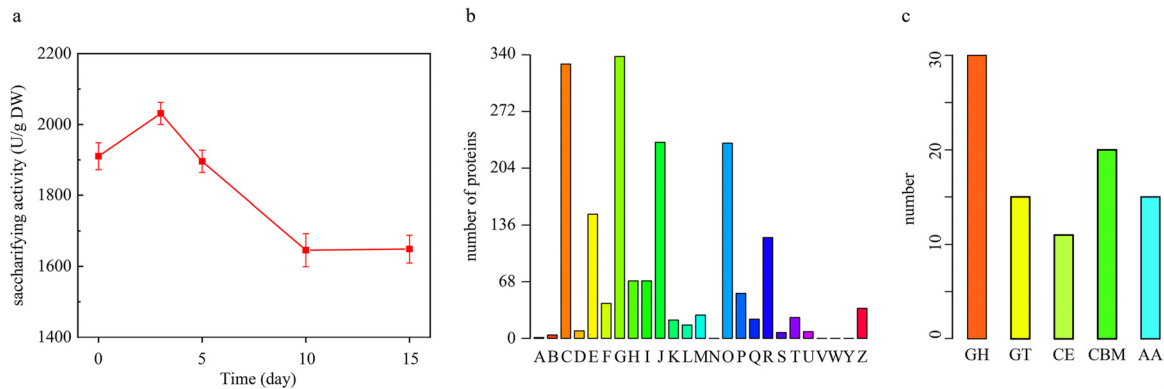 a
2200
2000
1800
1600
1400
saccharifying activity (U/g DW)
0
5
10
15
Time (day)
b
340
272
204
136
68
0
number of proteins
A B C D E F G H I J K L M N O P Q R S T U V W Y Z
c
30
20
10
0
number
GH GT CE CBM AA